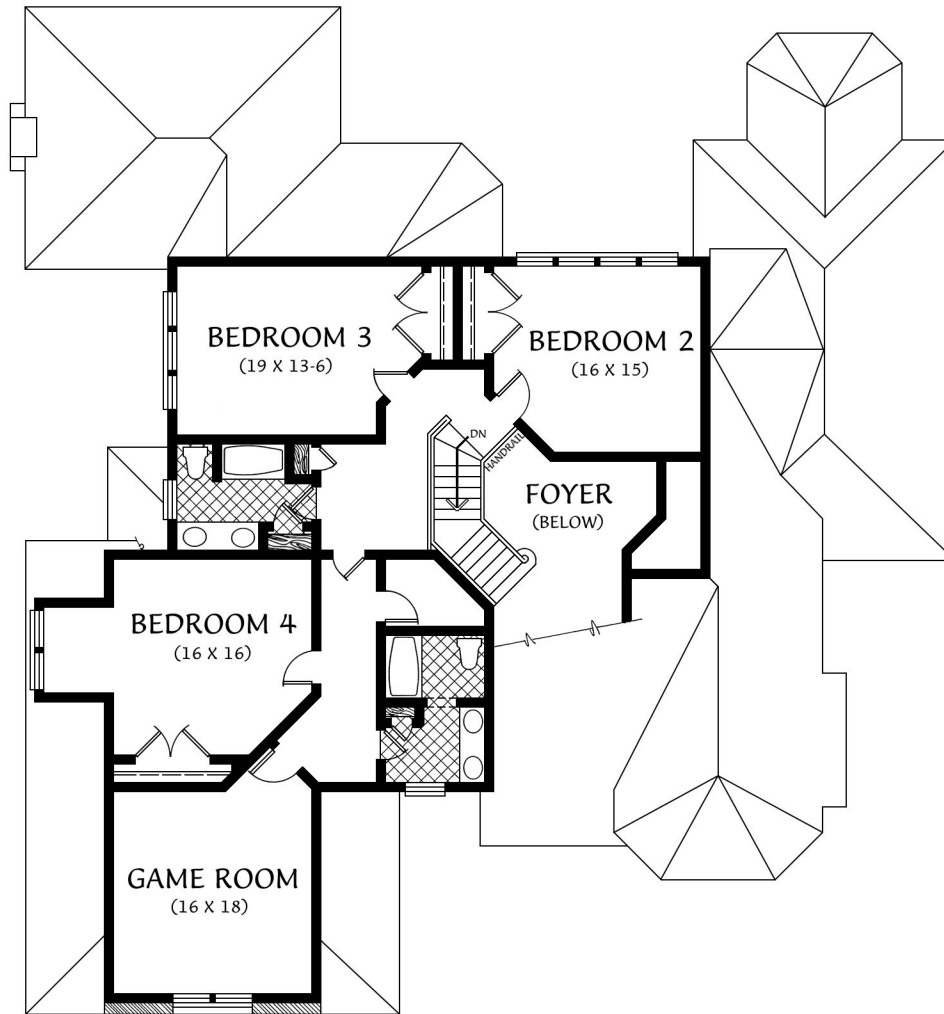 BEDROOM 3
(19 X 13-6)
BEDROOM 2
(16 X 15)
DN
HANDRAIL
FOYER
(BELOW)
BEDROOM 4
(16 X 16)
GAME ROOM
(16 X 18)